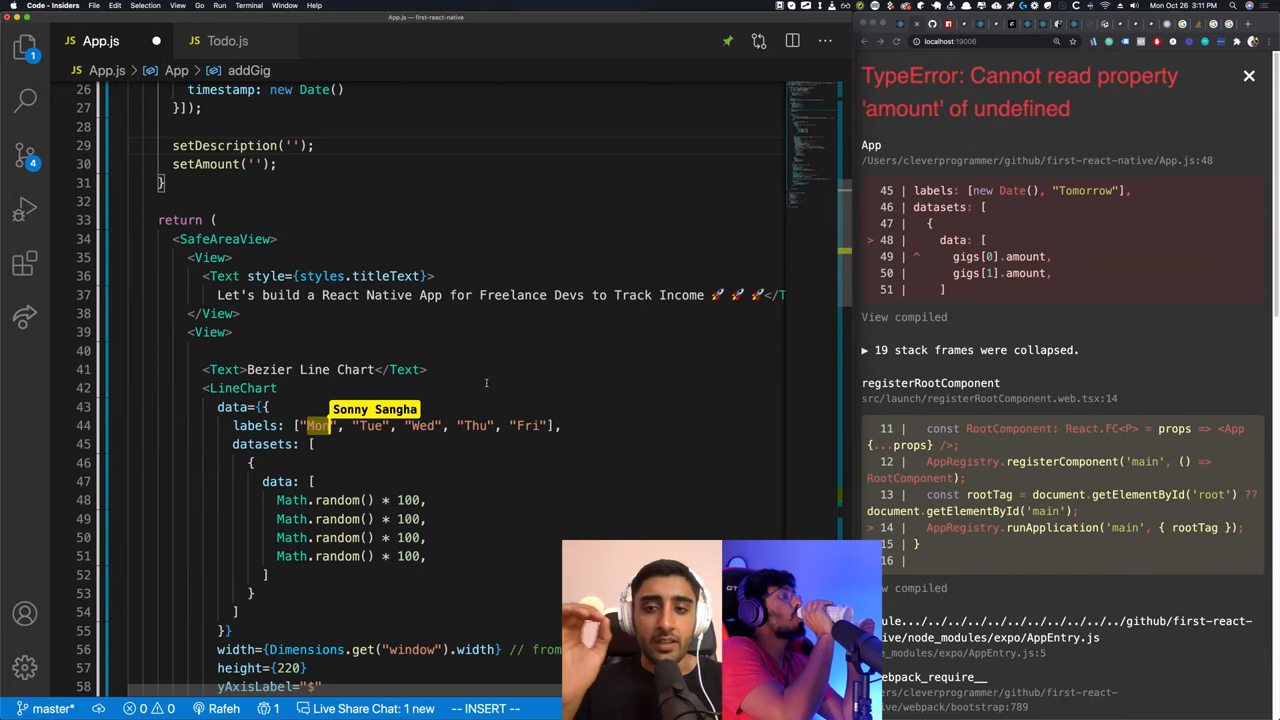 Code - Insiders File Edit Selection View Go Run Terminal Window Help
Mon Oct 26 3:11 PM
App.js — first-react-native
App.js
Todo.js
App.js › App › addGig
26 timestamp: new Date()
27 }]);
28
29 setDescription('');
30 setAmount('');
31 }
32
33 return (
34 <SafeAreaView>
35 <View>
36 <Text style={styles.titleText}>
37 Let's build a React Native App for Freelance Devs to Track Income 🚀 🚀 🚀</T
38 </View>
39 <View>
40
41 <Text>Bezier Line Chart</Text>
42 <LineChart
43 data={{
Sonny Sangha
44 labels: ["Mon", "Tue", "Wed", "Thu", "Fri"],
45 datasets: [
46 {
47 data: [
48 Math.random() * 100,
49 Math.random() * 100,
50 Math.random() * 100,
51 Math.random() * 100,
52 ]
53 }
54 ]
55 }}
56 width={Dimensions.get("window").width} // from
57 height={220}
58 yAxisLabel="$"
1
4
master* 0 0 Rafeh 1 Live Share Chat: 1 new -- INSERT --
localhost:19006
TypeError: Cannot read property
'amount' of undefined
App
/Users/cleverprogrammer/github/first-react-native/App.js:48
45 | labels: [new Date(), "Tomorrow"],
46 | datasets: [
47 | {
> 48 | data: [
49 | ^ gigs[0].amount,
50 | gigs[1].amount,
51 | ]
View compiled
▶ 19 stack frames were collapsed.
registerRootComponent
src/launch/registerRootComponent.web.tsx:14
11 | const RootComponent: React.FC<P> = props => <App
{...props} />;
12 | AppRegistry.registerComponent('main', () =>
RootComponent);
13 | const rootTag = document.getElementById('root') ??
document.getElementById('main');
> 14 | AppRegistry.runApplication('main', { rootTag });
15 | }
16 |
w compiled
ule.../../../../../../../../../github/first-react-
ive/node_modules/expo/AppEntry.js
_modules/expo/AppEntry.js:5
ebpack_require__
/Users/cleverprogrammer/github/first-react-
native/webpack/bootstrap:789